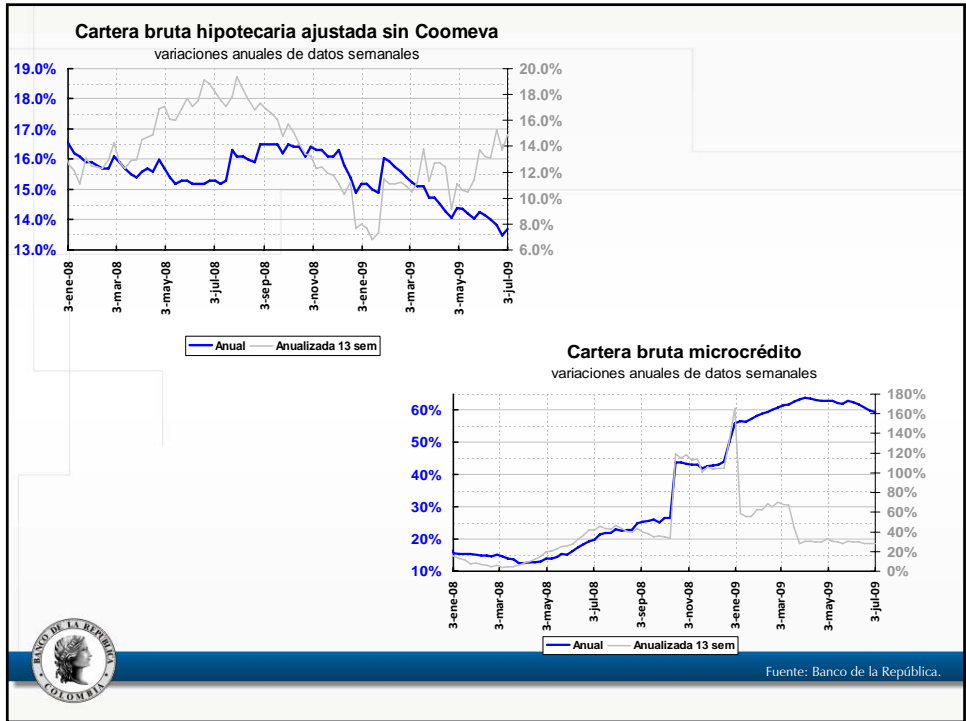 Cartera bruta hipotecaria ajustada sin Coomeva
variaciones anuales de datos semanales
19.0%
18.0%
17.0%
16.0%
15.0%
14.0%
13.0%
20.0%
18.0%
16.0%
14.0%
12.0%
10.0%
8.0%
6.0%
3-ene-08
3-mar-08
3-may-08
3-jul-08
3-sep-08
3-nov-08
3-ene-09
3-mar-09
3-may-09
3-jul-09
Anual
Anualizada 13 sem
Cartera bruta microcrédito
variaciones anuales de datos semanales
60%
50%
40%
30%
20%
10%
180%
160%
140%
120%
100%
80%
60%
40%
20%
0%
3-ene-08
3-mar-08
3-may-08
3-jul-08
3-sep-08
3-nov-08
3-ene-09
3-mar-09
3-may-09
3-jul-09
Anual
Anualizada 13 sem
BANCO DE LA REPUBLICA
COLOMBIA
Fuente: Banco de la República.